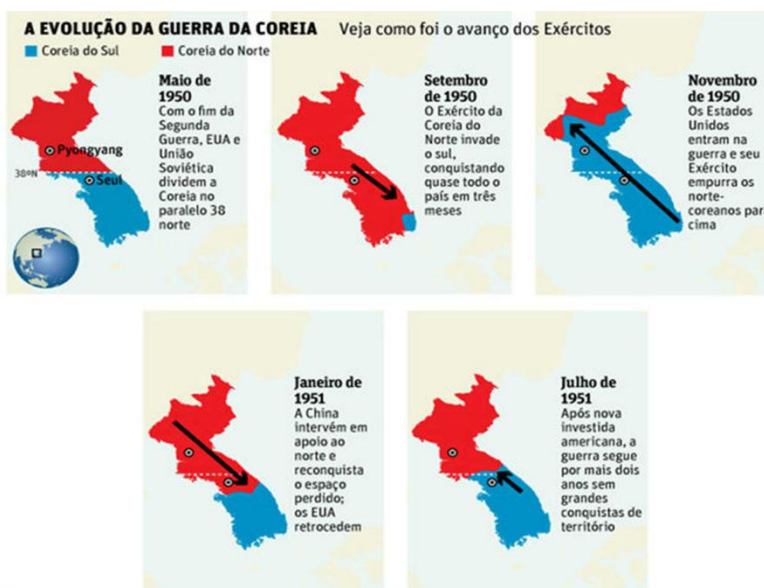 A EVOLUÇÃO DA GUERRA DA COREIA Veja como foi o avanço dos Exércitos
Coreia do Sul Coreia do Norte
Maio de
1950
Com o fim da
Segunda
Guerra, EUA e
União
Soviética
dividem a
Coreia no
paralelo 38
norte
Pyongyang
38ºN
Seul
Setembro
de 1950
O Exército da
Coreia do
Norte invade
o sul,
conquistando
quase todo o
país em três
meses
Novembro
de 1950
Os Estados
Unidos
entram na
guerra e seu
Exército
empurra os
norte-
coreanos par
cima
Janeiro de
1951
A China
intervém em
apoio ao
norte e
reconquista
o espaço
perdido;
os EUA
retrocedem
Julho de
1951
Após nova
investida
americana, a
guerra segue
por mais dois
anos sem
grandes
conquistas de
território